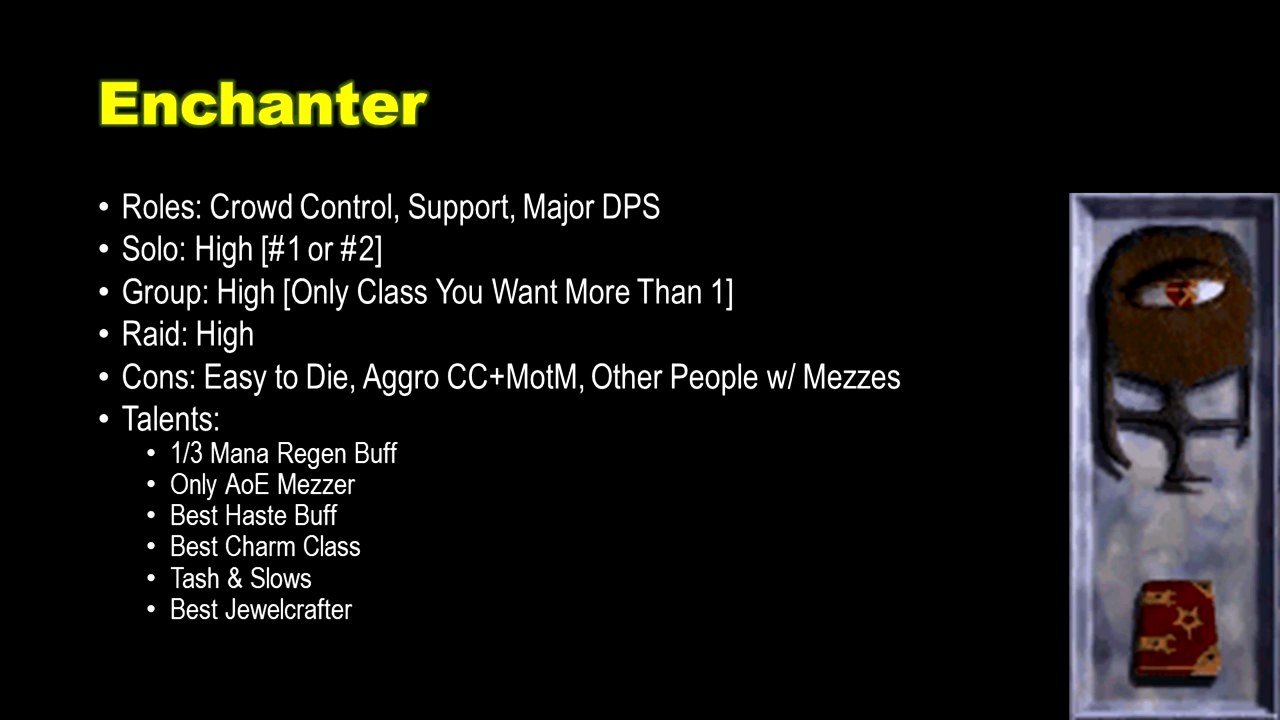 Enchanter
• Roles: Crowd Control, Support, Major DPS
• Solo: High [#1 or #2]
• Group: High [Only Class You Want More Than 1]
• Raid: High
• Cons: Easy to Die, Aggro CC+MotM, Other People w/ Mezzes
• Talents:
• 1/3 Mana Regen Buff
• Only AoE Mezzer
• Best Haste Buff
• Best Charm Class
• Tash & Slows
• Best Jewelcrafter